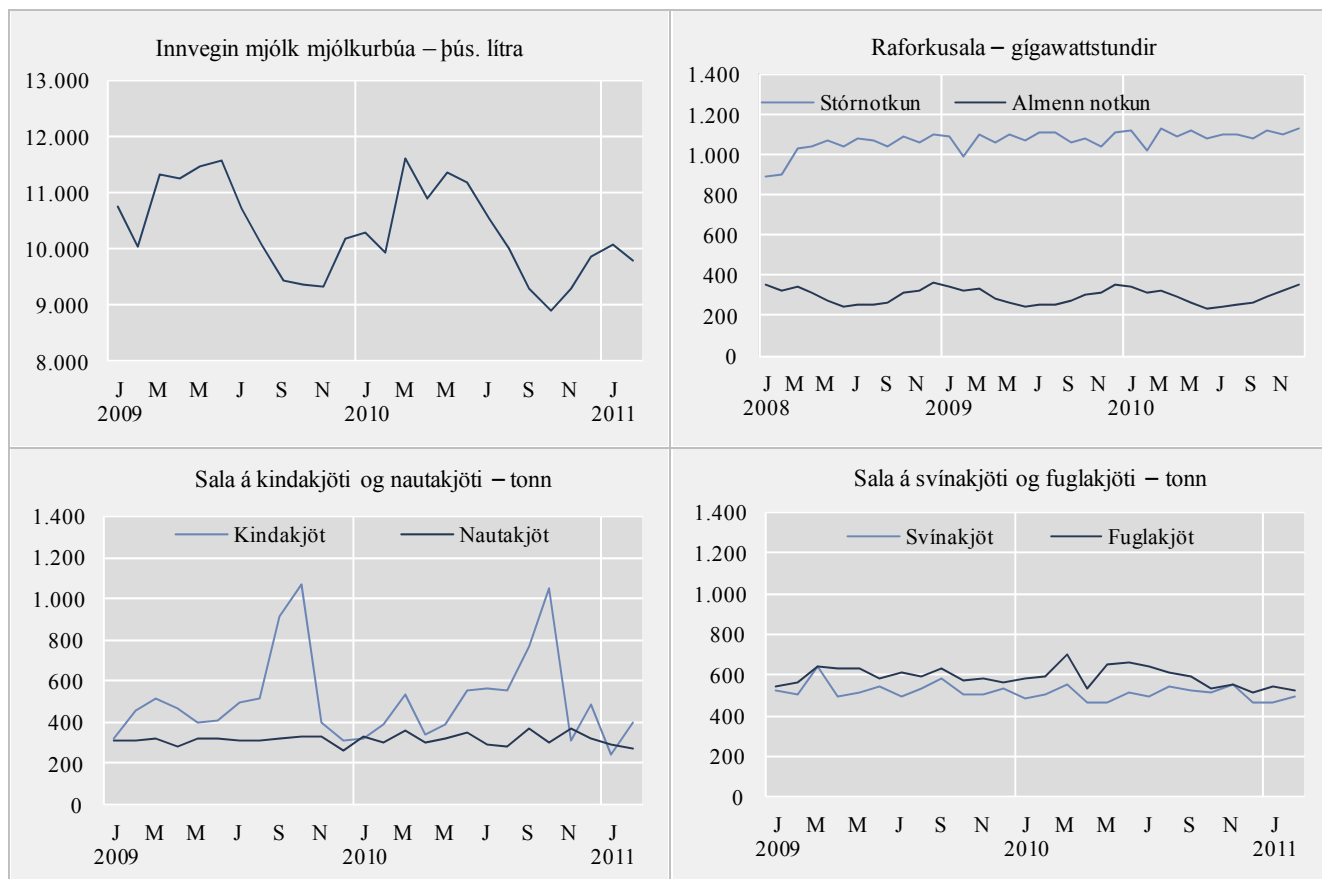 Innvegin mjólk mjólkurbúa – þús. lítra
13.000
12.000
11.000
10.000
9.000
8.000
J M M J S N J M M J S N J
2009 2010 2011
Raforkusala – gígawattstundir
1.400
Stórnotkun Almenn notkun
1.200
1.000
800
600
400
200
0
J M M J S N J M M J S N J M M J S N
2008 2009 2010
Sala á kindakjöti og nautakjöti – tonn
1.400
Kindakjöt Nautakjöt
1.200
1.000
800
600
400
200
0
J M M J S N J M M J S N J
2009 2010 2011
Sala á svínakjöti og fuglakjöti – tonn
1.400
Svínakjöt Fuglakjöt
1.200
1.000
800
600
400
200
0
J M M J S N J M M J S N J
2009 2010 2011